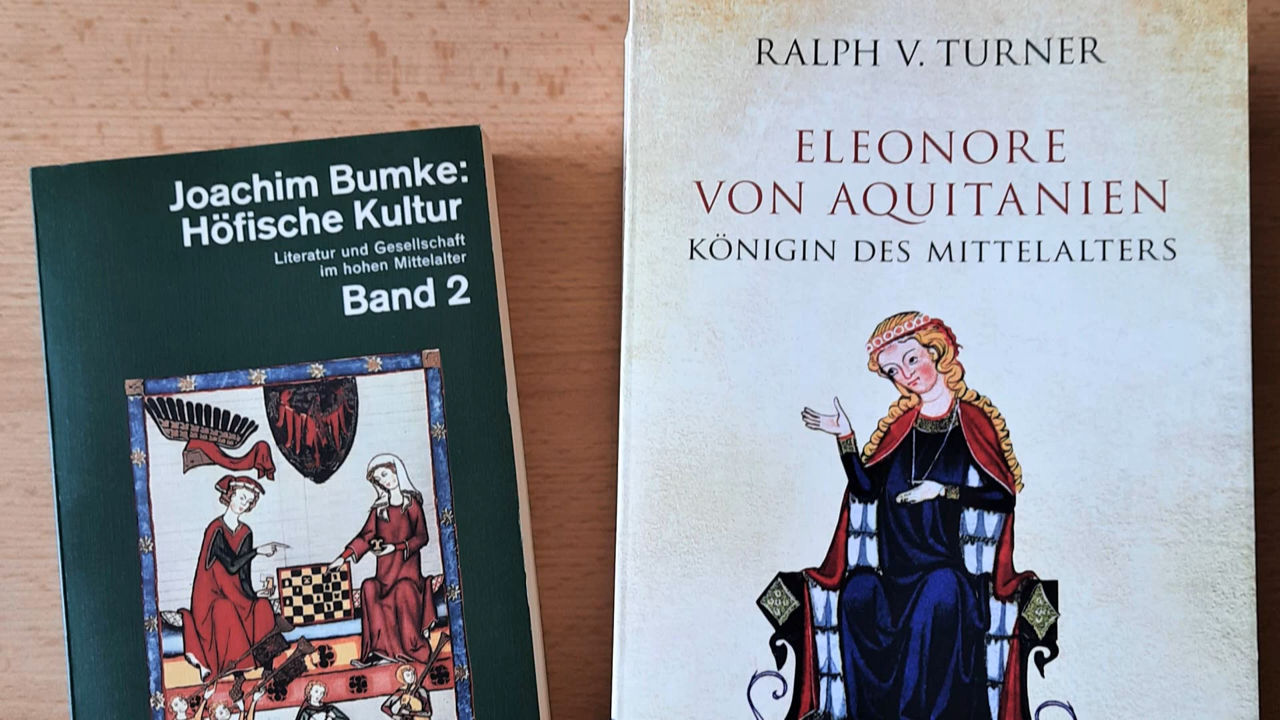 Joachim Bumke:
Höfische Kultur
Literatur und Gesellschaft
im hohen Mittelalter
Band 2
RALPH V. TURNER
ELEONORE
VON AQUITANIEN
KÖNIGIN DES MITTELALTERS